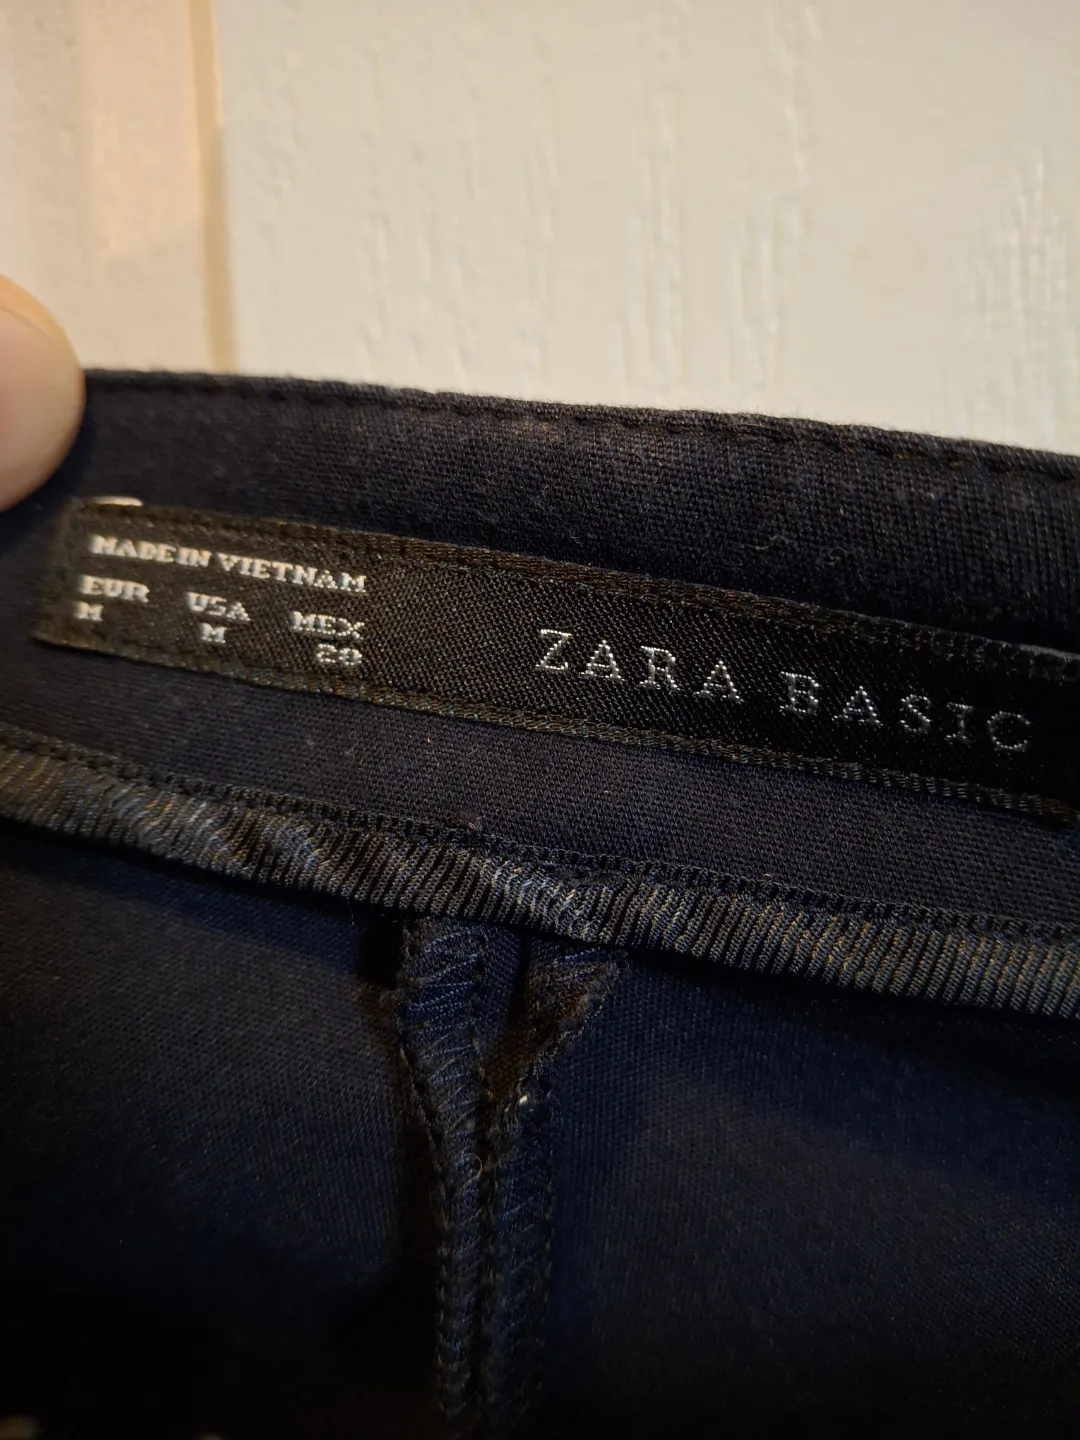 MADE IN VIETNAM
EUR USA MEX
M M 28
ZARA BASIC